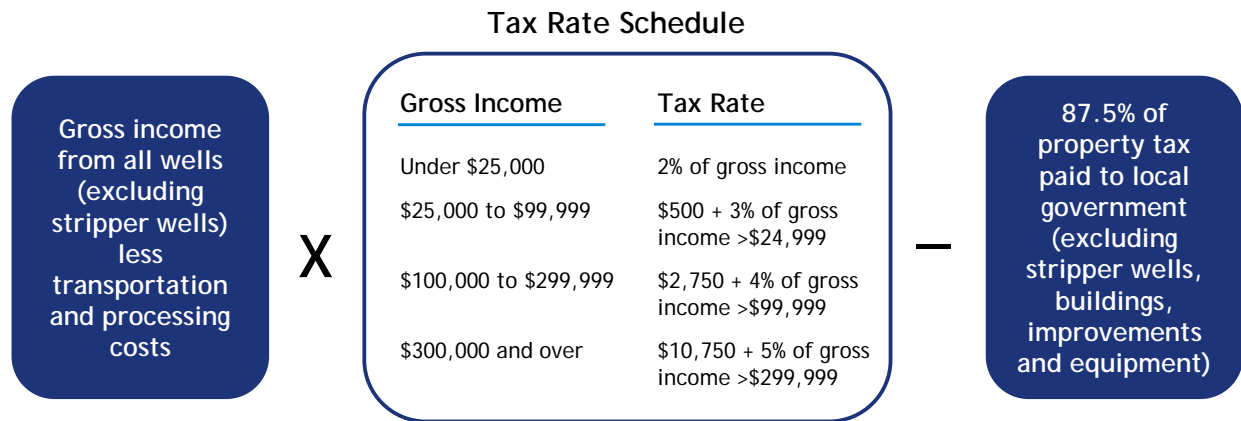 Tax Rate Schedule
Gross income
from all wells
(excluding
stripper wells)
less
transportation
and processing
costs
X
Gross Income Tax Rate
Under $25,000 2% of gross income
$25,000 to $99,999 $500 + 3% of gross
income >$24,999
$100,000 to $299,999 $2,750 + 4% of gross
income >$99,999
$300,000 and over $10,750 + 5% of gross
income >$299,999
–
87.5% of
property tax
paid to local
government
(excluding
stripper wells,
buildings,
improvements
and equipment)